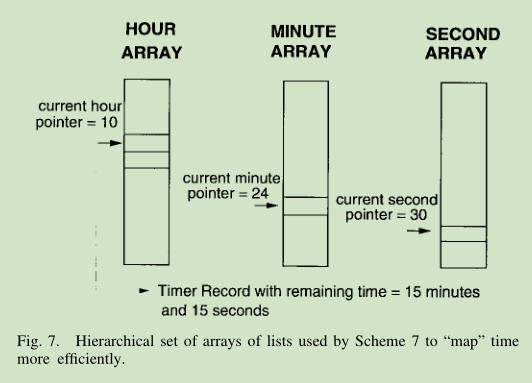 HOUR
ARRAY
MINUTE
ARRAY
SECOND
ARRAY
current hour
pointer = 10
current minute
pointer = 24
current second
pointer = 30
Timer Record with remaining time = 15 minutes
and 15 seconds
Fig. 7. Hierarchical set of arrays of lists used by Scheme 7 to “map” time
more efficiently.